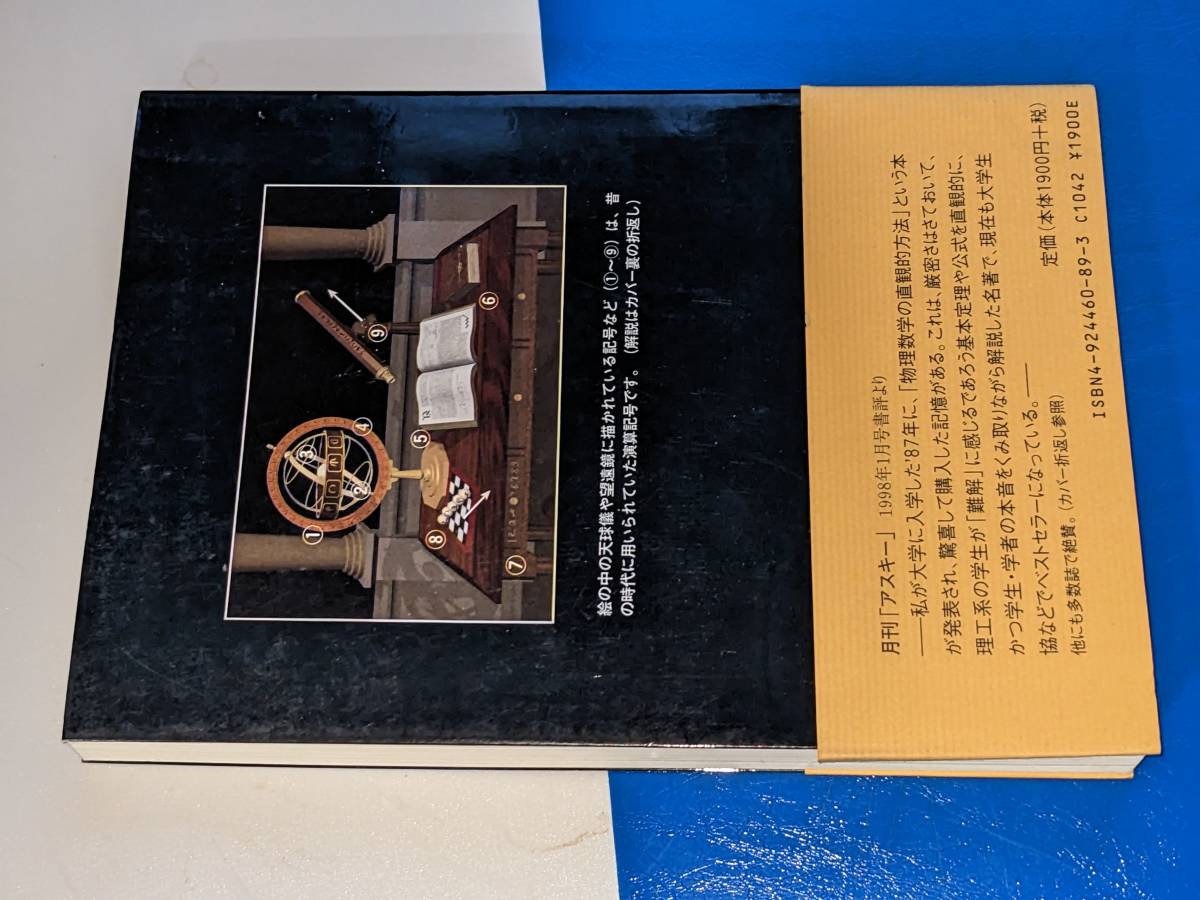 ①
②
③
④
⑤
⑥
⑦
⑧
⑨
絵の中の天球儀や望遠鏡に描かれている記号など(①〜⑨)は、昔
の時代に用いられていた演算記号です。(解説はカバー裏の折返し)
月刊「アスキー」1998年1月号書評より
——私が大学に入学した'87年に、「物理数学の直観的方法」という本
が発表され、驚喜して購入した記憶がある。これは、厳密さはさておいて、
理工系の学生が「難解」に感じるであろう基本定理や公式を直観的に、
かつ学生・学者の本音をくみ取りながら解説した名著で、現在も大学生
協などでベストセラーになっている。——
他にも多数誌で絶賛。(カバー折返し参照)
定価(本体1900円+税)
ISBN4-924460-89-3 C1042 ¥1900E